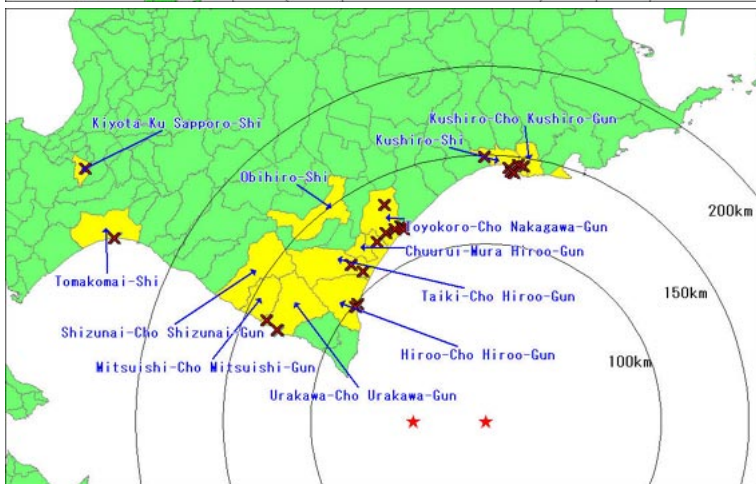 Kiyota Ku Sapporo-Shi
Kushiro-Cho Kushiro-Gun
Kushiro-Shi
Obihiro-Shi
200km
Toyokoro-Cho Nakagawa-Gun
Chuurui-Mura Hiroo-Gun
Tomakomai-Shi
Taiki-Cho Hiroo-Gun
150km
Shizunai-Cho Shizunai-Gun
Hiroo-Cho Hiroo-Gun
100km
Mitsuishi-Cho Mitsuishi-Gun
Urakawa-Cho Urakawa-Gun